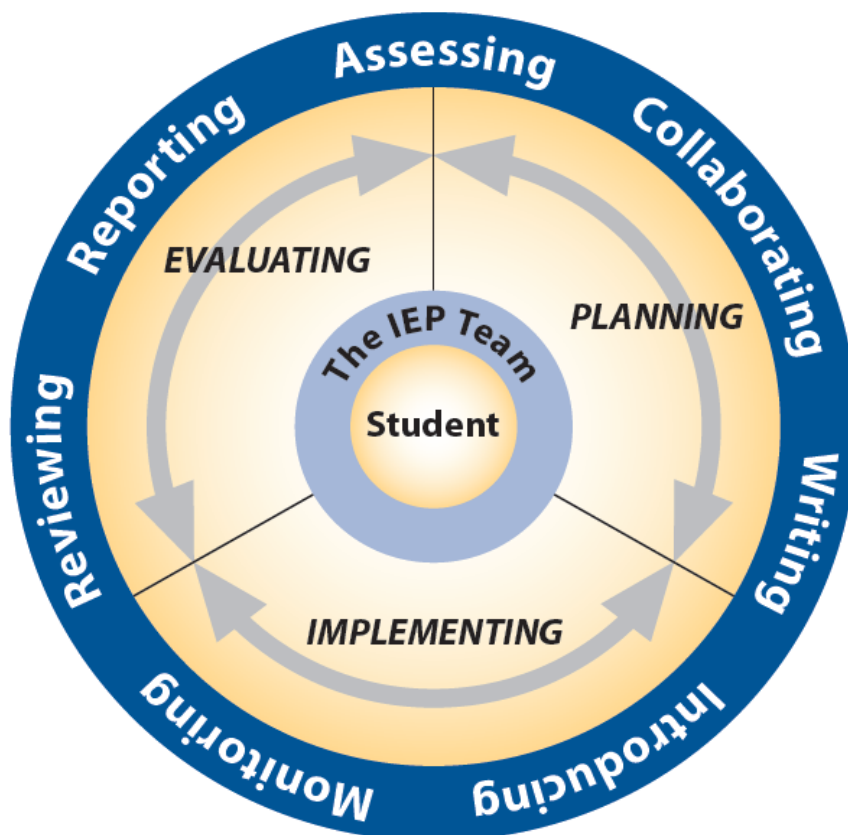 Assessing
Collaborating
Writing
Introducing
Monitoring
Reviewing
Reporting
EVALUATING
PLANNING
IMPLEMENTING
The IEP Team
Student